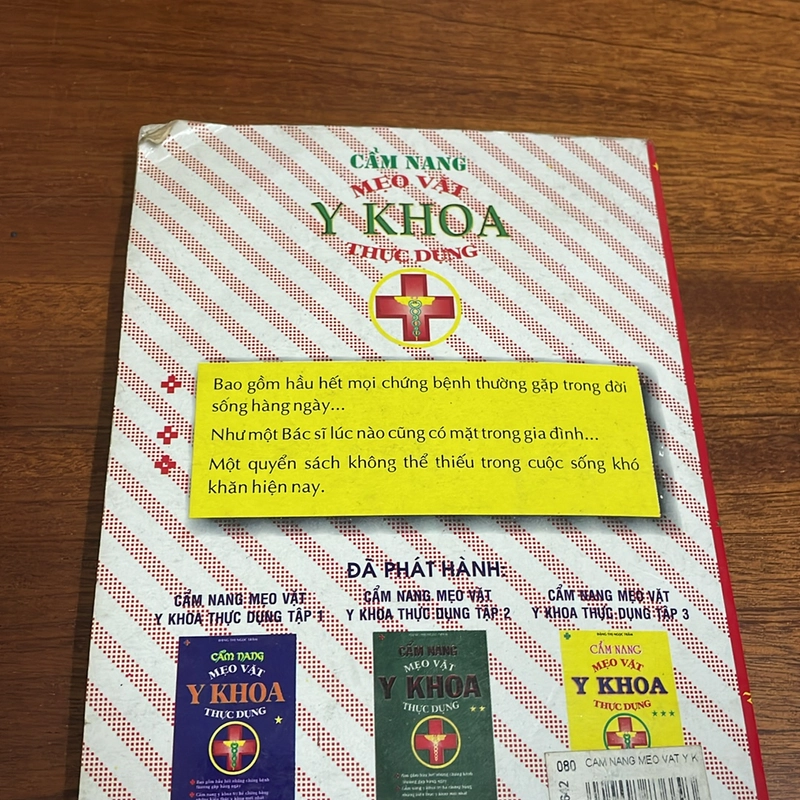 CẨM NANG
MẸO VẶT
Y KHOA
THỰC DỤNG
Bao gồm hầu hết mọi chứng bệnh thường gặp trong đời
sống hàng ngày...
Như một Bác sĩ lúc nào cũng có mặt trong gia đình...
Một quyển sách không thể thiếu trong cuộc sống khó
khăn hiện nay.
ĐÃ PHÁT HÀNH:
CẨM NANG MẸO VẶT
Y KHOA THỰC DỤNG TẬP 1
CẨM NANG MẸO VẶT
Y KHOA THỰC DỤNG TẬP 2
CẨM NANG MẸO VẶT
Y KHOA THỰC DỤNG TẬP 3
CẨM NANG
MẸO VẶT
Y KHOA
THỰC DỤNG
CẨM NANG
MẸO VẶT
Y KHOA
THỰC DỤNG
CẨM NANG
MẸO VẶT
Y KHOA
THỰC DỤNG
080 CAM NANG MEO VAT Y K